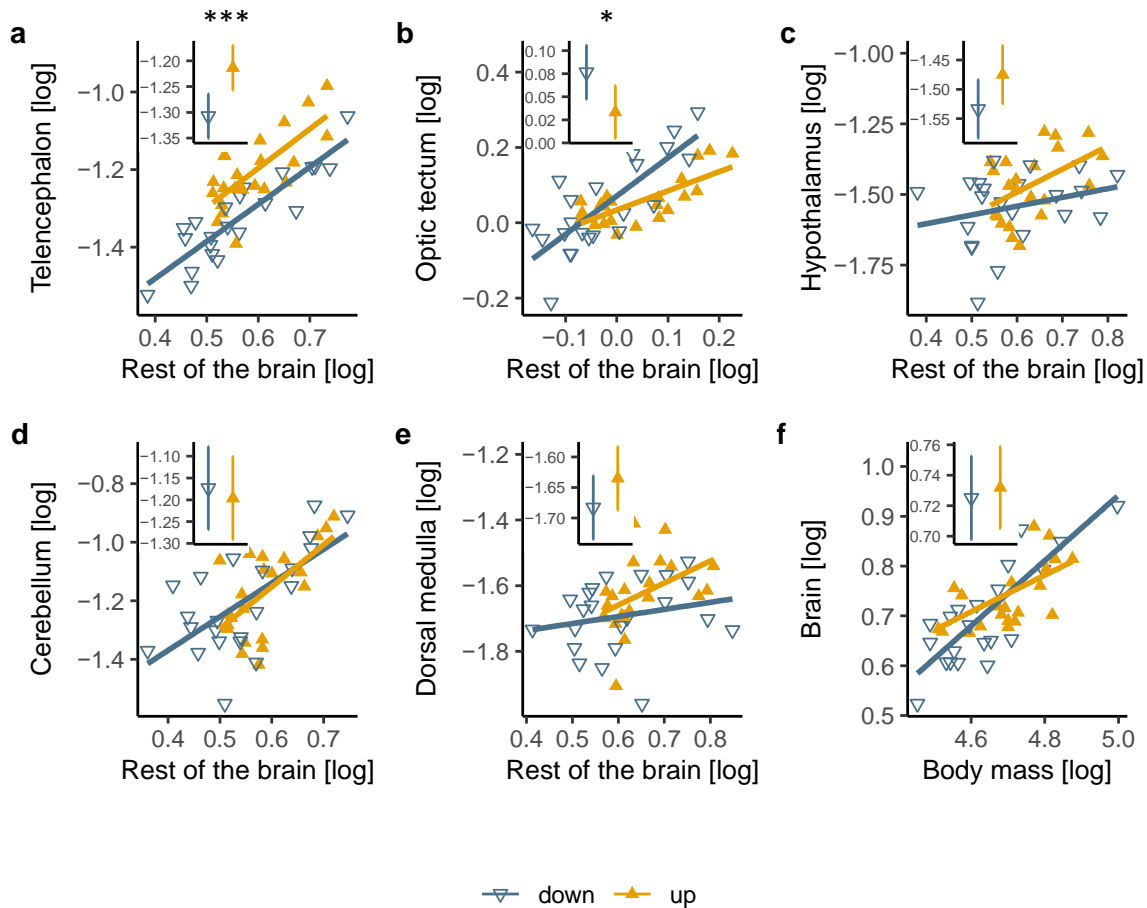 *** *
a b c
−1.20
−1.25
−1.30
−1.35
−1.0
−1.2
−1.4
Telencephalon [log]
0.4 0.5 0.6 0.7
Rest of the brain [log]
0.10
0.08
0.05
0.03
0.00
0.4
0.2
0.0
−0.2
Optic tectum [log]
−0.1 0.0 0.1 0.2
Rest of the brain [log]
−1.45
−1.50
−1.55
−1.00
−1.25
−1.50
−1.75
Hypothalamus [log]
0.4 0.5 0.6 0.7 0.8
Rest of the brain [log]
d e f
−1.10
−1.15
−1.20
−1.25
−1.30
−0.8
−1.0
−1.2
−1.4
Cerebellum [log]
0.4 0.5 0.6 0.7
Rest of the brain [log]
−1.60
−1.65
−1.70
−1.2
−1.4
−1.6
−1.8
Dorsal medulla [log]
0.4 0.5 0.6 0.7 0.8
Rest of the brain [log]
0.76
0.74
0.72
0.70
1.0
0.9
0.8
0.7
0.6
0.5
Brain [log]
4.6 4.8 5.0
Body mass [log]
down up